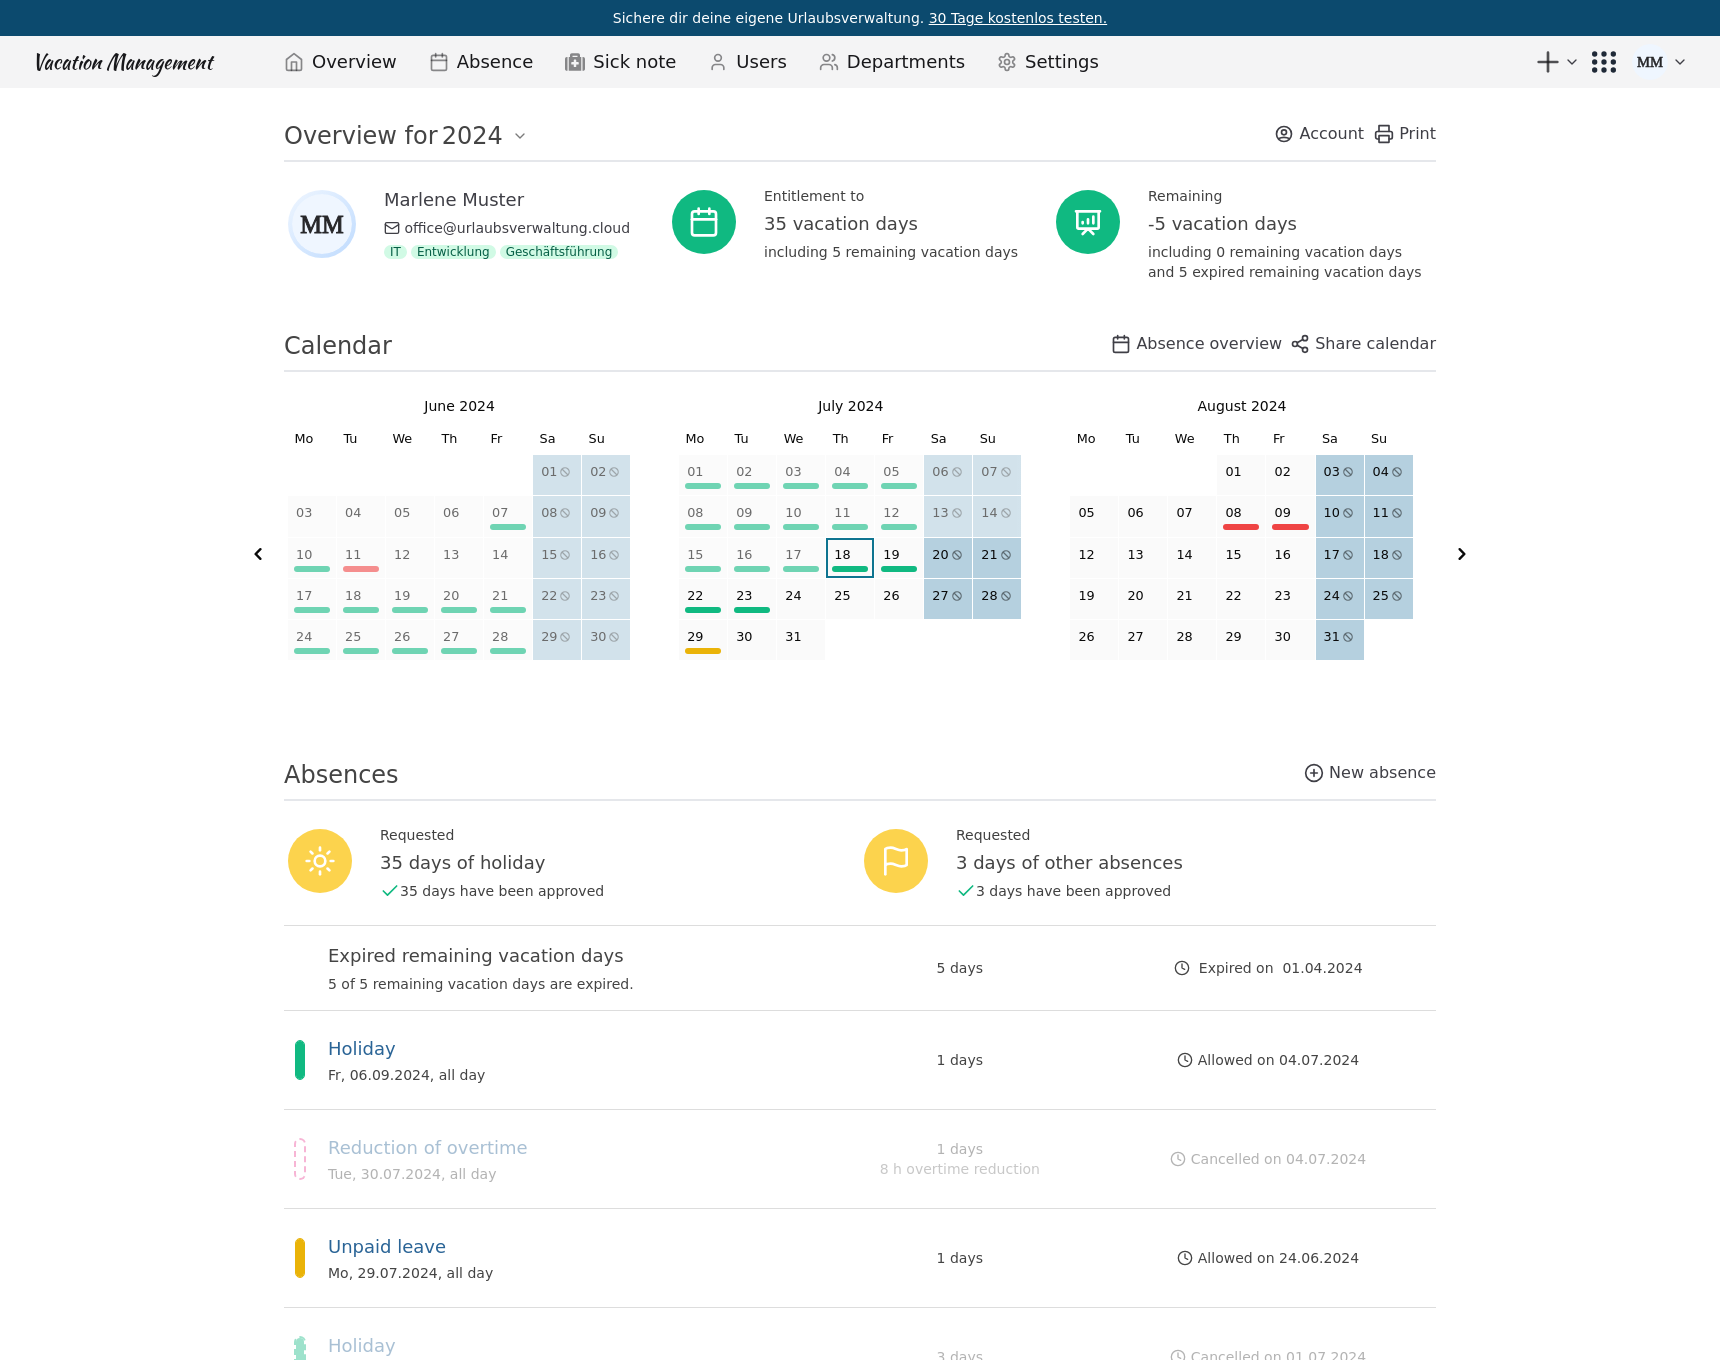 Sichere dir deine eigene Urlaubsverwaltung. 30 Tage kostenlos testen.
Vacation Management Overview Absence Sick note Users Departments Settings MM
Overview for 2024 Account Print
MM
Marlene Muster
office@urlaubsverwaltung.cloud
IT Entwicklung Geschäftsführung
Entitlement to
35 vacation days
including 5 remaining vacation days
Remaining
-5 vacation days
including 0 remaining vacation days
and 5 expired remaining vacation days
Calendar Absence overview Share calendar
June 2024
Mo Tu We Th Fr Sa Su
01 02
03 04 05 06 07 08 09
10 11 12 13 14 15 16
17 18 19 20 21 22 23
24 25 26 27 28 29 30
July 2024
Mo Tu We Th Fr Sa Su
01 02 03 04 05 06 07
08 09 10 11 12 13 14
15 16 17 18 19 20 21
22 23 24 25 26 27 28
29 30 31
August 2024
Mo Tu We Th Fr Sa Su
01 02 03 04
05 06 07 08 09 10 11
12 13 14 15 16 17 18
19 20 21 22 23 24 25
26 27 28 29 30 31
Absences New absence
Requested
35 days of holiday
35 days have been approved
Requested
3 days of other absences
3 days have been approved
Expired remaining vacation days
5 of 5 remaining vacation days are expired.
5 days
Expired on 01.04.2024
Holiday
Fr, 06.09.2024, all day
1 days
Allowed on 04.07.2024
Reduction of overtime
Tue, 30.07.2024, all day
1 days
8 h overtime reduction
Cancelled on 04.07.2024
Unpaid leave
Mo, 29.07.2024, all day
1 days
Allowed on 24.06.2024
Holiday
3 days
Cancelled on 01.07.2024